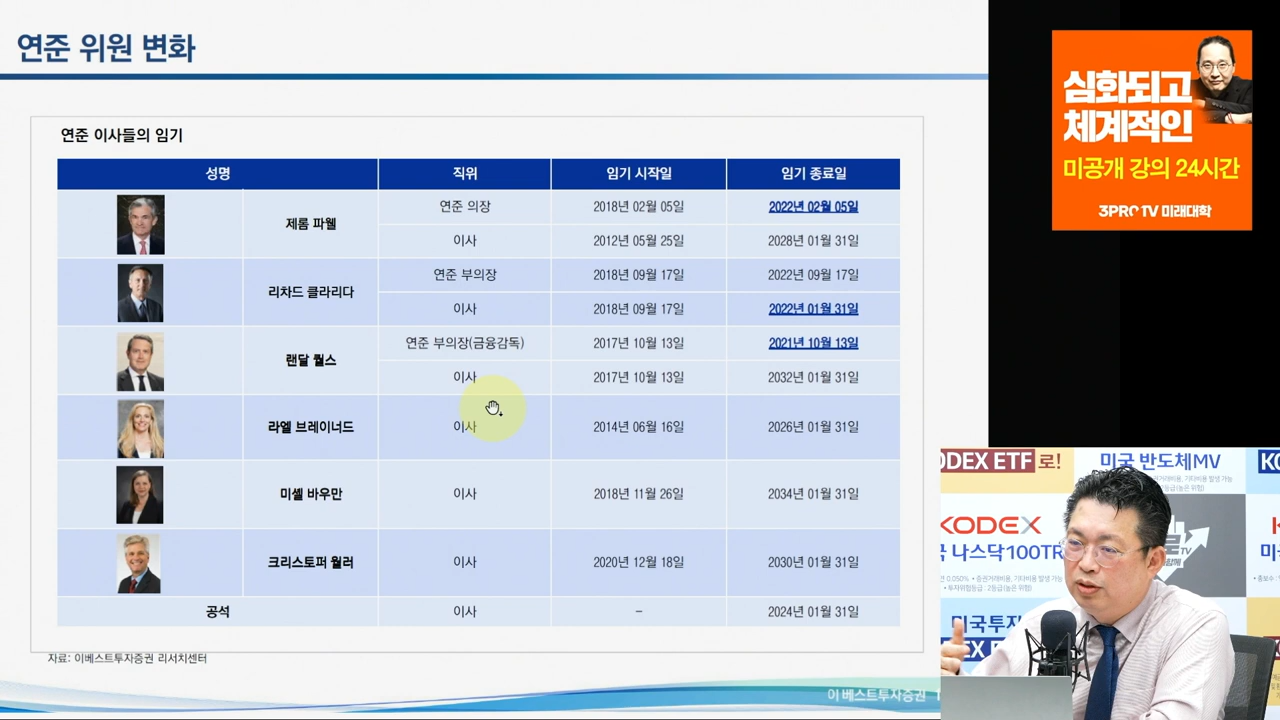 연준 위원 변화
연준 이사들의 임기
성명 직위 임기 시작일 임기 종료일
제롬 파웰 연준 의장 2018년 02월 05일 2022년 02월 05일
이사 2012년 05월 25일 2028년 01월 31일
리차드 클라리다 연준 부의장 2018년 09월 17일 2022년 09월 17일
이사 2018년 09월 17일 2022년 01월 31일
랜달 퀄스 연준 부의장(금융감독) 2017년 10월 13일 2021년 10월 13일
이사 2017년 10월 13일 2032년 01월 31일
라엘 브레이너드 이사 2014년 06월 16일 2026년 01월 31일
미셸 바우만 이사 2018년 11월 26일 2034년 01월 31일
크리스토퍼 월러 이사 2020년 12월 18일 2030년 01월 31일
공석 이사 – 2024년 01월 31일
자료: 이베스트투자증권 리서치센터
이베스트투자증권
심화되고
체계적인
미공개 강의 24시간
3PRO TV 미래대학
ODEX ETF 로!
미국 반도체MV
KODEX
국 나스닥100TR
미국투자